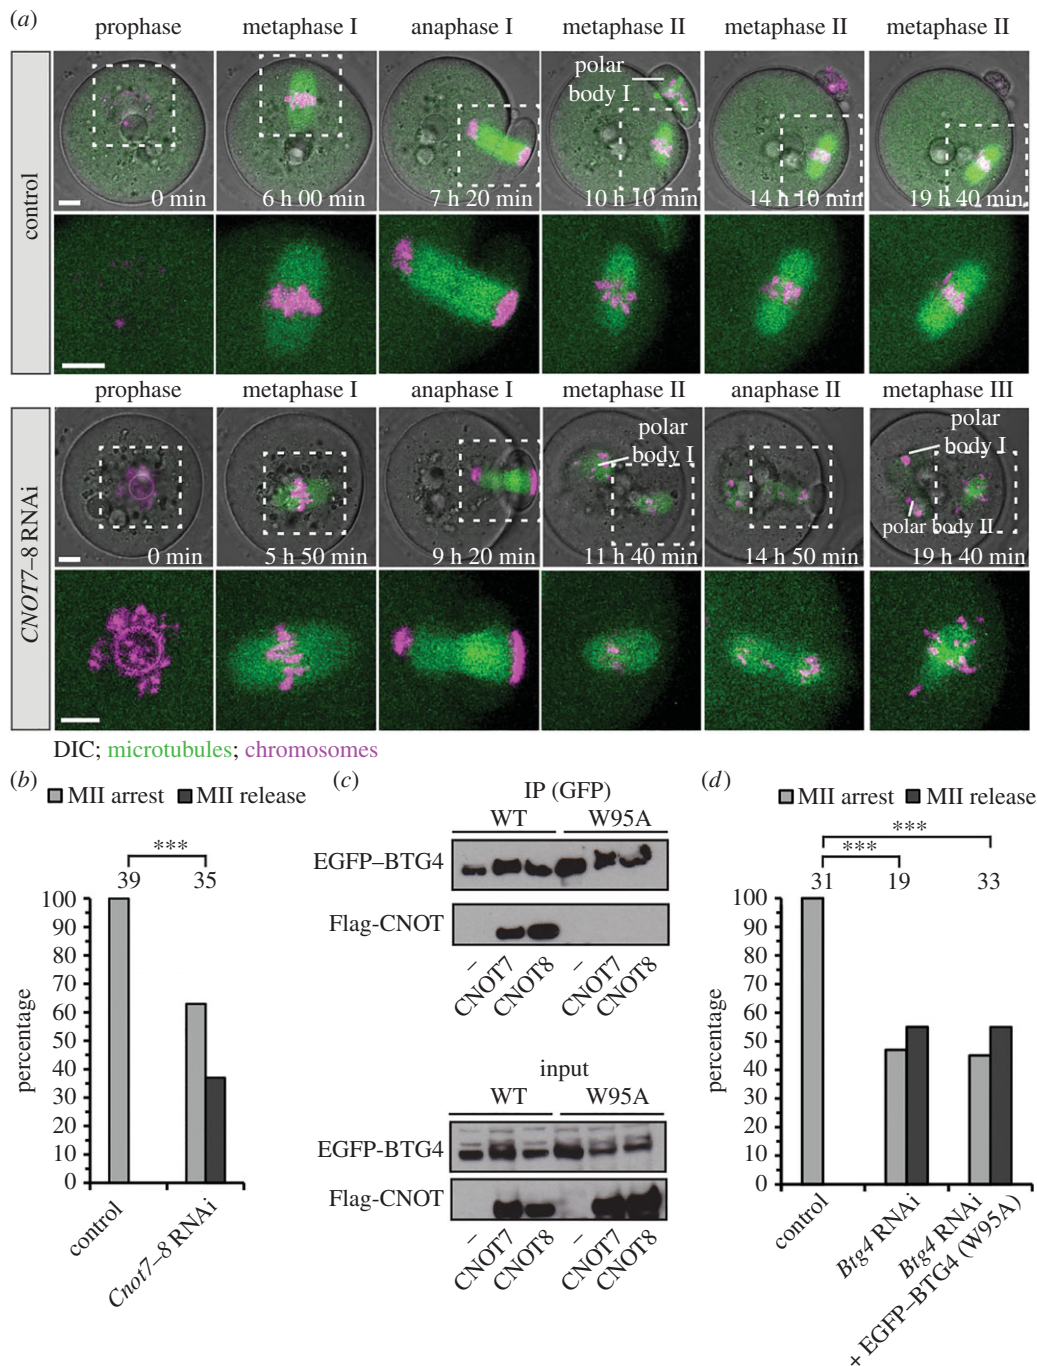 (a)
prophase metaphase I anaphase I metaphase II metaphase II metaphase II
control
polar
body I
0 min 6 h 00 min 7 h 20 min 10 h 10 min 14 h 10 min 19 h 40 min
prophase metaphase I anaphase I metaphase II anaphase II metaphase III
CNOT7–8 RNAi
polar
body I
polar
body I
polar body II
0 min 5 h 50 min 9 h 20 min 11 h 40 min 14 h 50 min 19 h 40 min
DIC; microtubules; chromosomes
(b)
MII arrest MII release
***
39 35
100
90
80
70
60
50
40
30
20
10
0
percentage
control
Cnot7–8 RNAi
(c)
IP (GFP)
WT W95A
EGFP–BTG4
Flag-CNOT
– CNOT7 CNOT8 – CNOT7 CNOT8
input
WT W95A
EGFP-BTG4
Flag-CNOT
– CNOT7 CNOT8 – CNOT7 CNOT8
(d)
MII arrest MII release
***
***
31 19 33
100
90
80
70
60
50
40
30
20
10
0
percentage
control
Btg4 RNAi
Btg4 RNAi
+ EGFP–BTG4 (W95A)